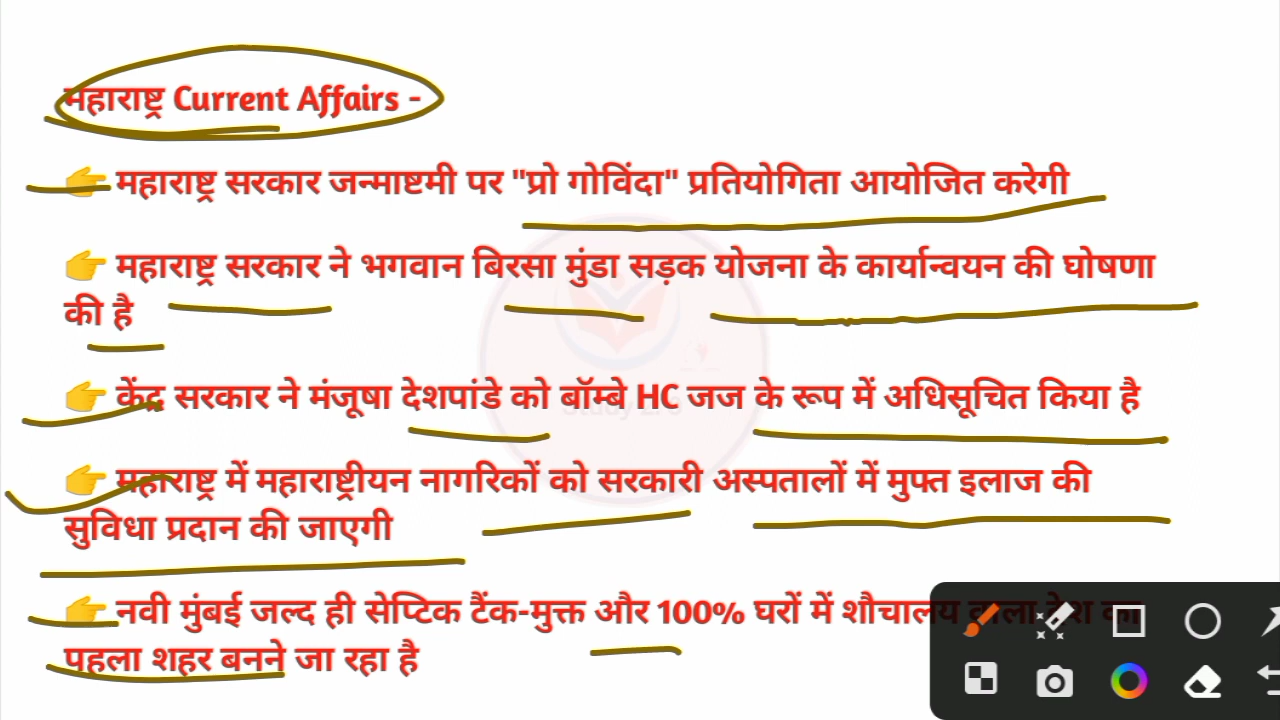 महाराष्ट्र Current Affairs -
👉 महाराष्ट्र सरकार जन्माष्टमी पर "प्रो गोविंदा" प्रतियोगिता आयोजित करेगी
👉 महाराष्ट्र सरकार ने भगवान बिरसा मुंडा सड़क योजना के कार्यान्वयन की घोषणा
की है
👉 केंद्र सरकार ने मंजूषा देशपांडे को बॉम्बे HC जज के रूप में अधिसूचित किया है
👉 महाराष्ट्र में महाराष्ट्रीयन नागरिकों को सरकारी अस्पतालों में मुफ्त इलाज की
सुविधा प्रदान की जाएगी
👉 नवी मुंबई जल्द ही सेप्टिक टैंक-मुक्त और 100% घरों में शौचालय वाला देश का
पहला शहर बनने जा रहा है